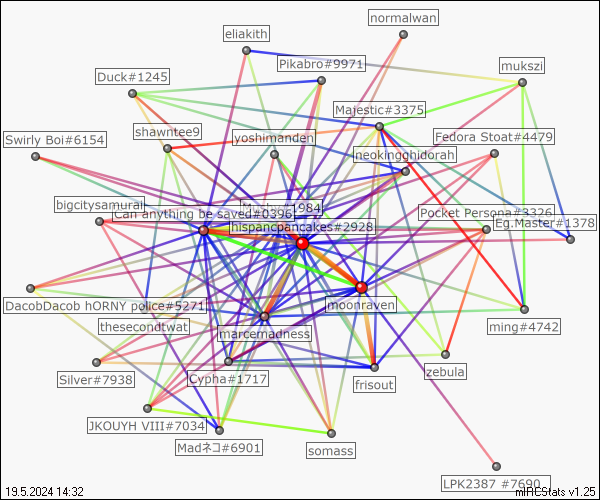 normalwan
eliakith
Pikabro#9971
mukszi
Duck#1245
Majestic#3375
shawntee9
yoshimanden
Fedora Stoat#4479
Swirly Boi#6154
neokingghidorah
bigcitysamurai
#1984
Can anything be saved#0396
Pocket Persona#3326
hispancpancakes#2928
Eg.Master#1378
DacobDacob hORNY police#5271
moonraven
thesecondtwat
marcemadness
ming#4742
Silver#7938
Cypha#1717
frisout
zebula
JKOUYH VIII#7034
Madネコ#6901
somass
LPK2387 #7690
19.5.2024 14:32
mIRCStats v1.25